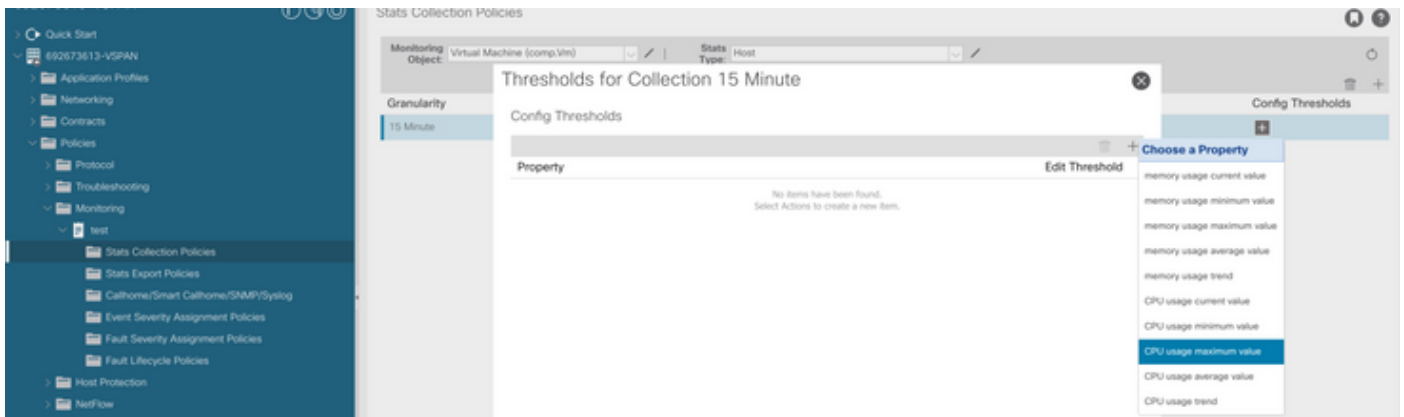 Stats Collection Policies
Quick Start
692673613-VSPAN
Application Profiles
Networking
Contracts
Policies
Protocol
Troubleshooting
Monitoring
test
Stats Collection Policies
Stats Export Policies
Callhome/Smart Callhome/SNMP/Syslog
Event Severity Assignment Policies
Fault Severity Assignment Policies
Fault Lifecycle Policies
Host Protection
NetFlow
Monitoring Object: Virtual Machine (comp.Vm) Stats Type: Host
Granularity Config Thresholds
15 Minute
Thresholds for Collection 15 Minute
Config Thresholds
Property Edit Threshold
No items have been found.
Select Actions to create a new item.
Choose a Property
memory usage current value
memory usage minimum value
memory usage maximum value
memory usage average value
memory usage trend
CPU usage current value
CPU usage minimum value
CPU usage maximum value
CPU usage average value
CPU usage trend